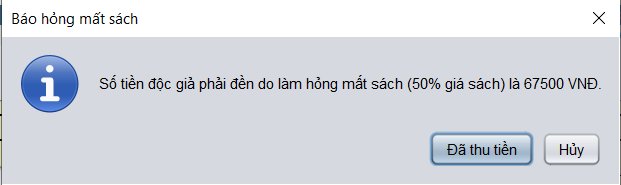 Báo hỏng mất sách
Số tiền độc giả phải đền do làm hỏng mất sách (50% giá sách) là 67500 VNĐ.
Đã thu tiền
Hủy